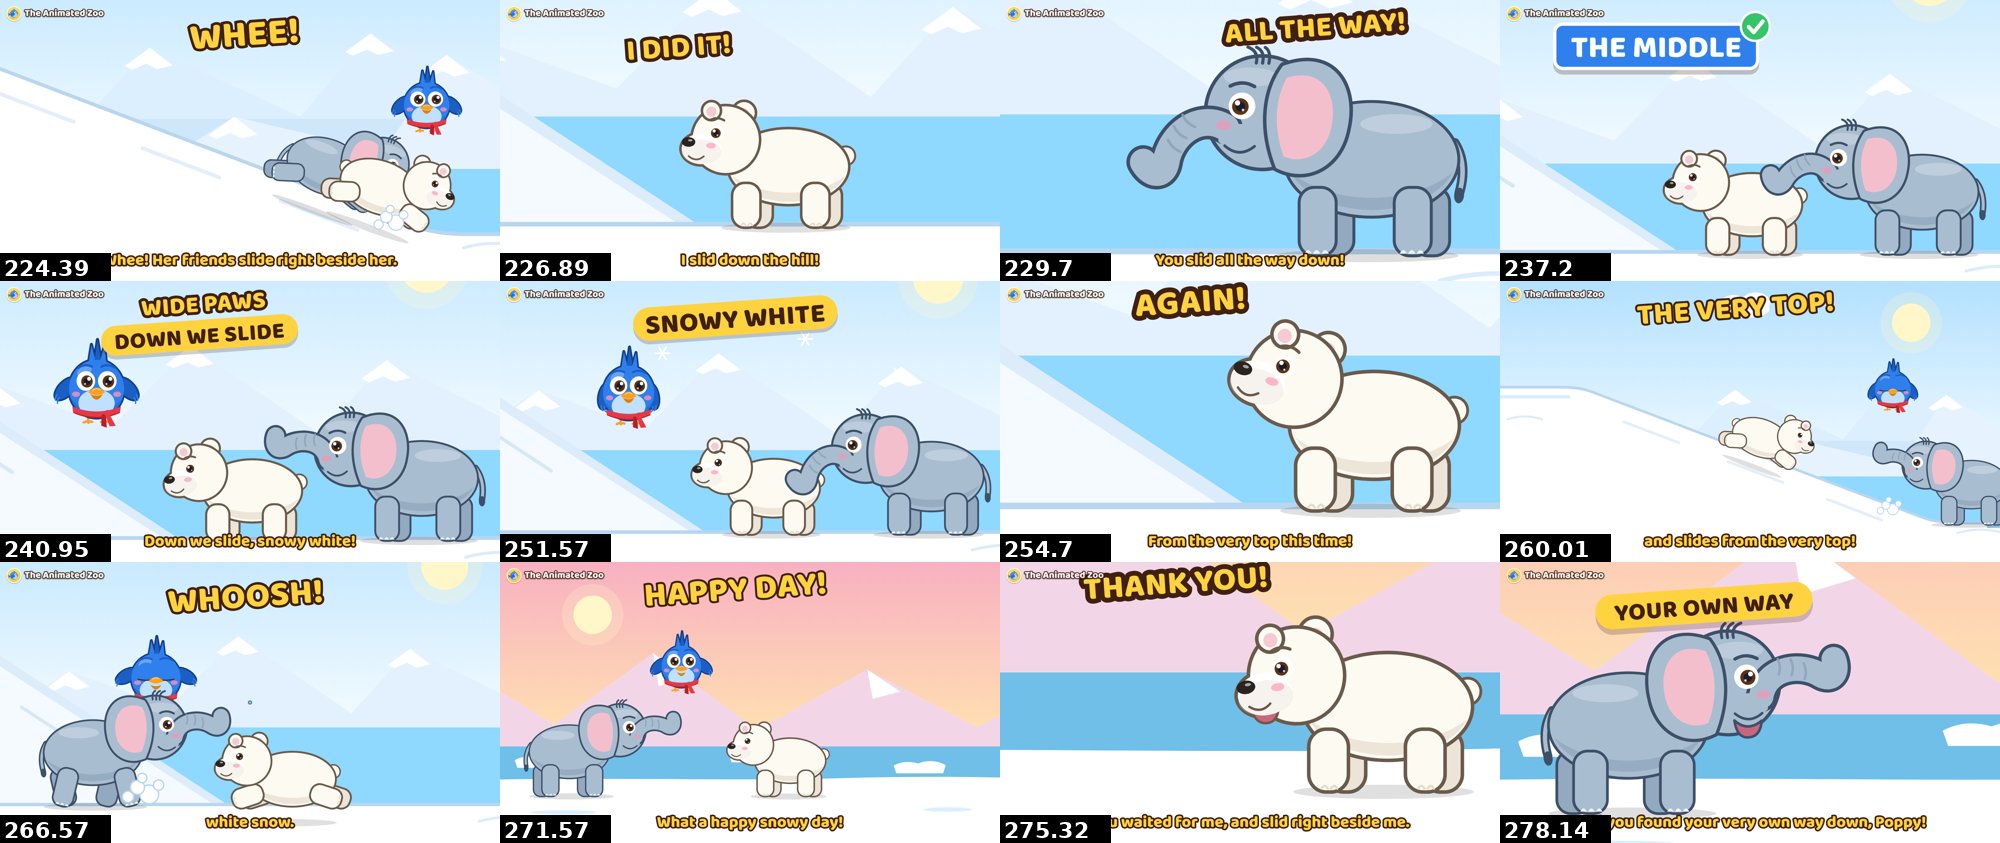 The Animated Zoo
WHEE!
Whee! Her friends slide right beside her.
224.39
The Animated Zoo
I DID IT!
I slid down the hill!
226.89
The Animated Zoo
ALL THE WAY!
You slid all the way down!
229.7
The Animated Zoo
THE MIDDLE
237.2
The Animated Zoo
WIDE PAWS
DOWN WE SLIDE
Down we slide, snowy white!
240.95
The Animated Zoo
SNOWY WHITE
251.57
The Animated Zoo
AGAIN!
From the very top this time!
254.7
The Animated Zoo
THE VERY TOP!
and slides from the very top!
260.01
The Animated Zoo
WHOOSH!
white snow.
266.57
The Animated Zoo
HAPPY DAY!
What a happy snowy day!
271.57
The Animated Zoo
THANK YOU!
waited for me, and slid right beside me.
275.32
The Animated Zoo
YOUR OWN WAY
you found your very own way down, Poppy!
278.14